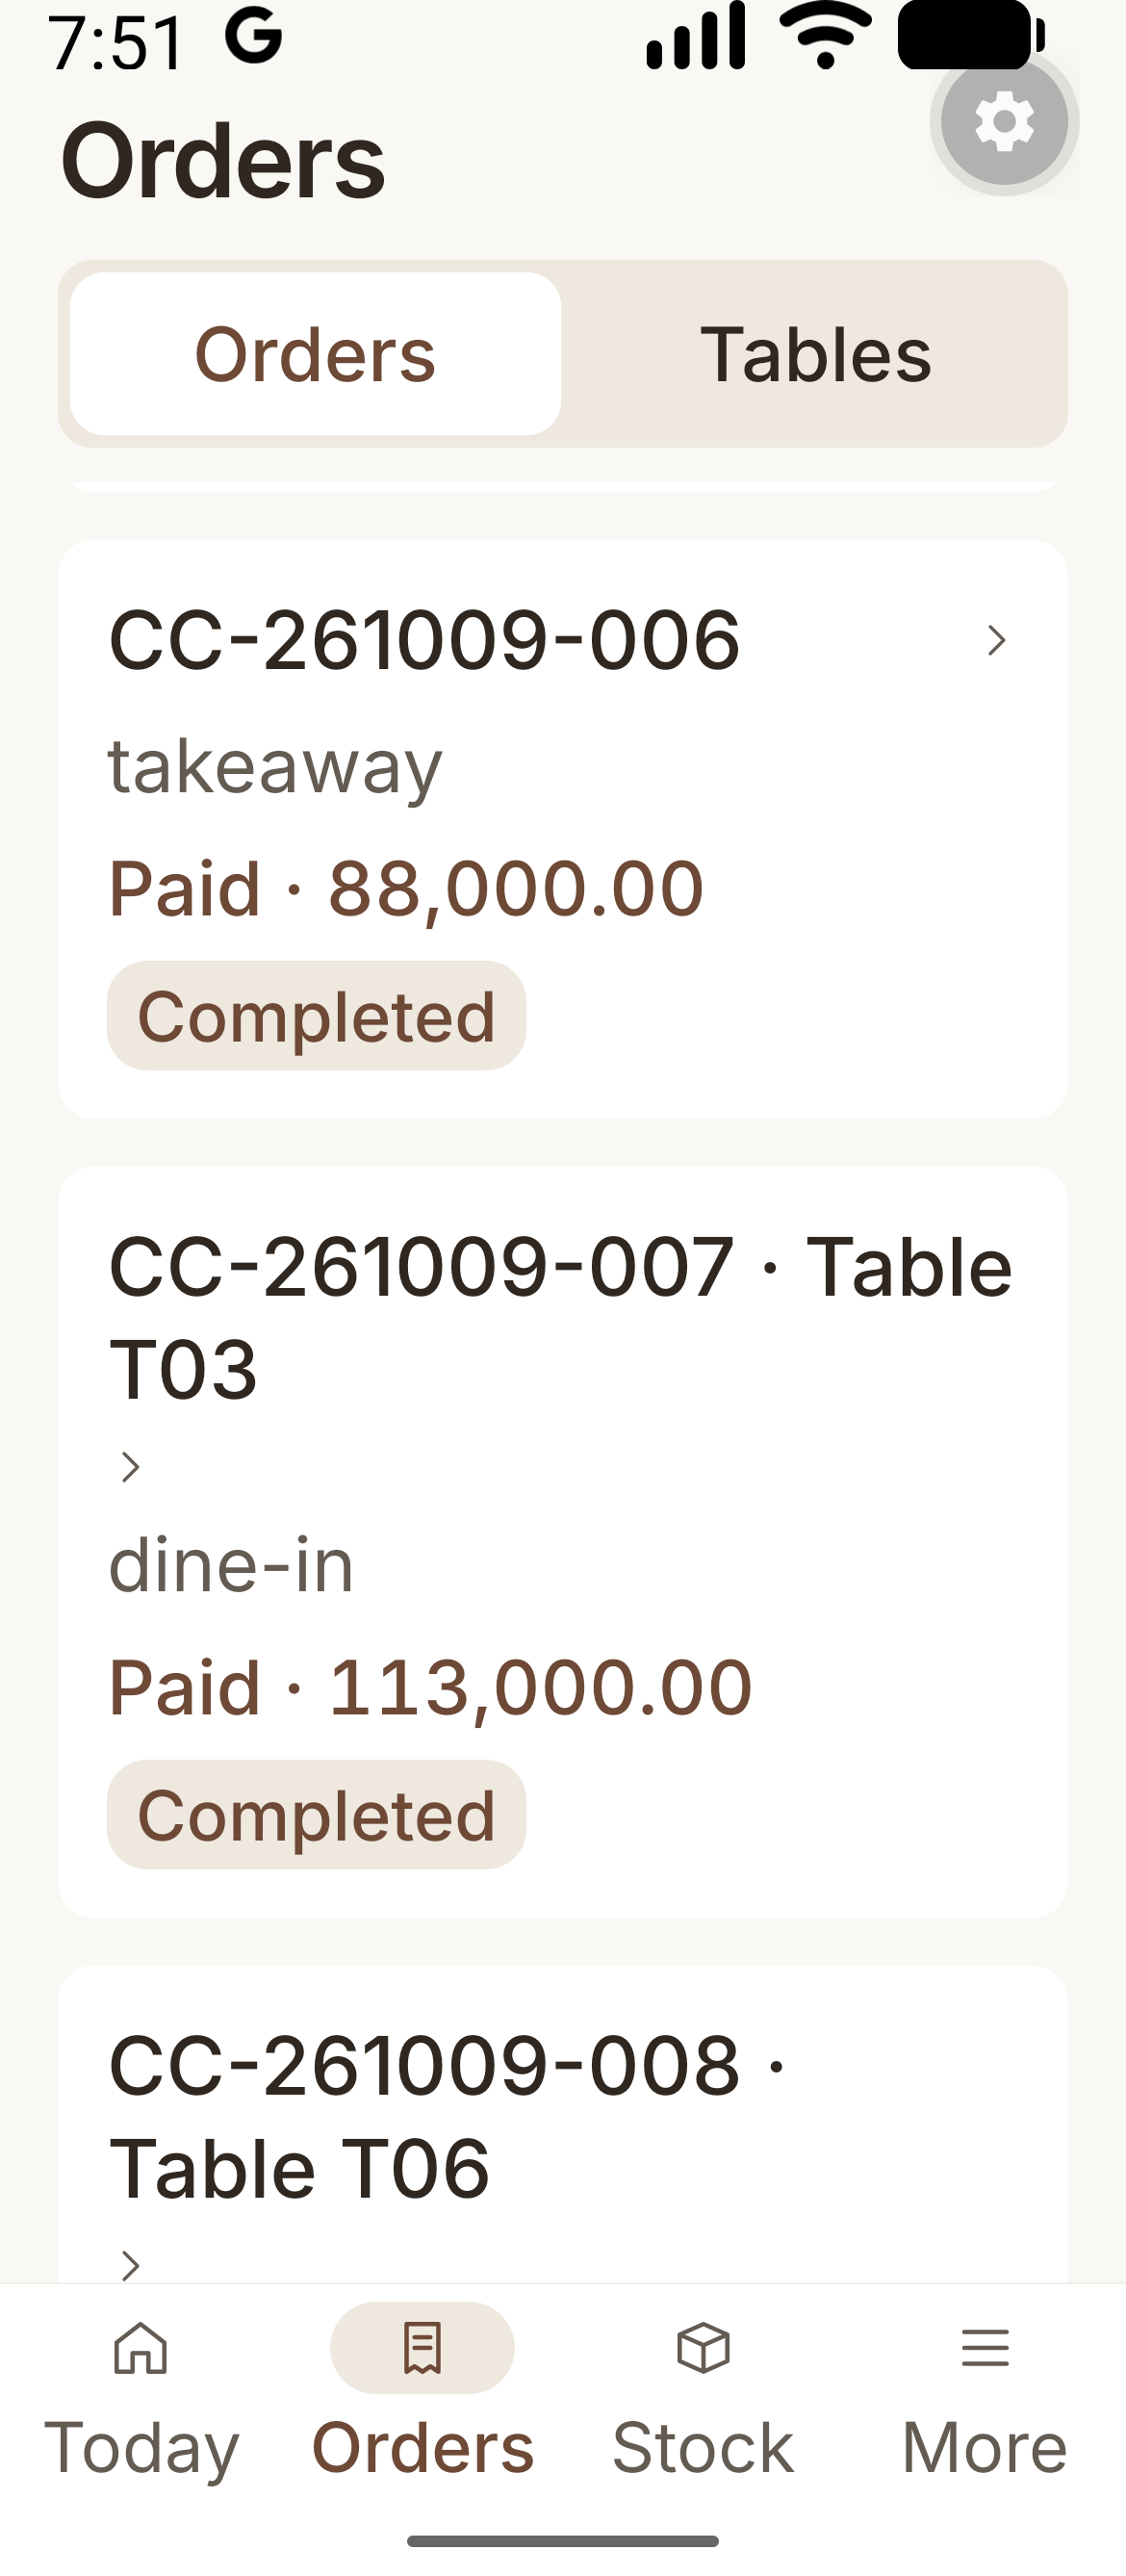 7:51 G
Orders
Orders
Tables
CC-261009-006
takeaway
Paid · 88,000.00
Completed
CC-261009-007 · Table
T03
dine-in
Paid · 113,000.00
Completed
CC-261009-008 ·
Table T06
Today
Orders
Stock
More